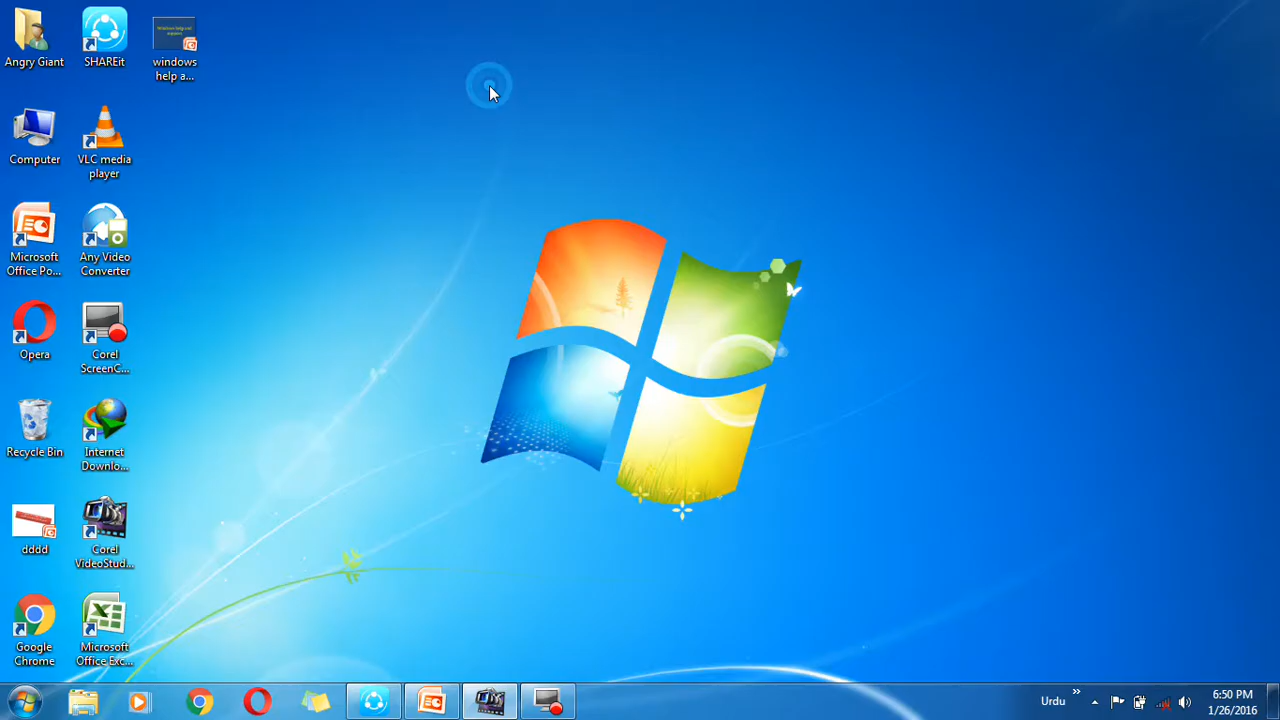 Angry Giant
SHAREit
windows
help a...
Computer
VLC media
player
Microsoft
Office Po...
Any Video
Converter
Opera
Corel
ScreenC...
Recycle Bin
Internet
Downlo...
dddd
Corel
VideoStud...
Google
Chrome
Microsoft
Office Exc...
Urdu
6:50 PM
1/26/2016